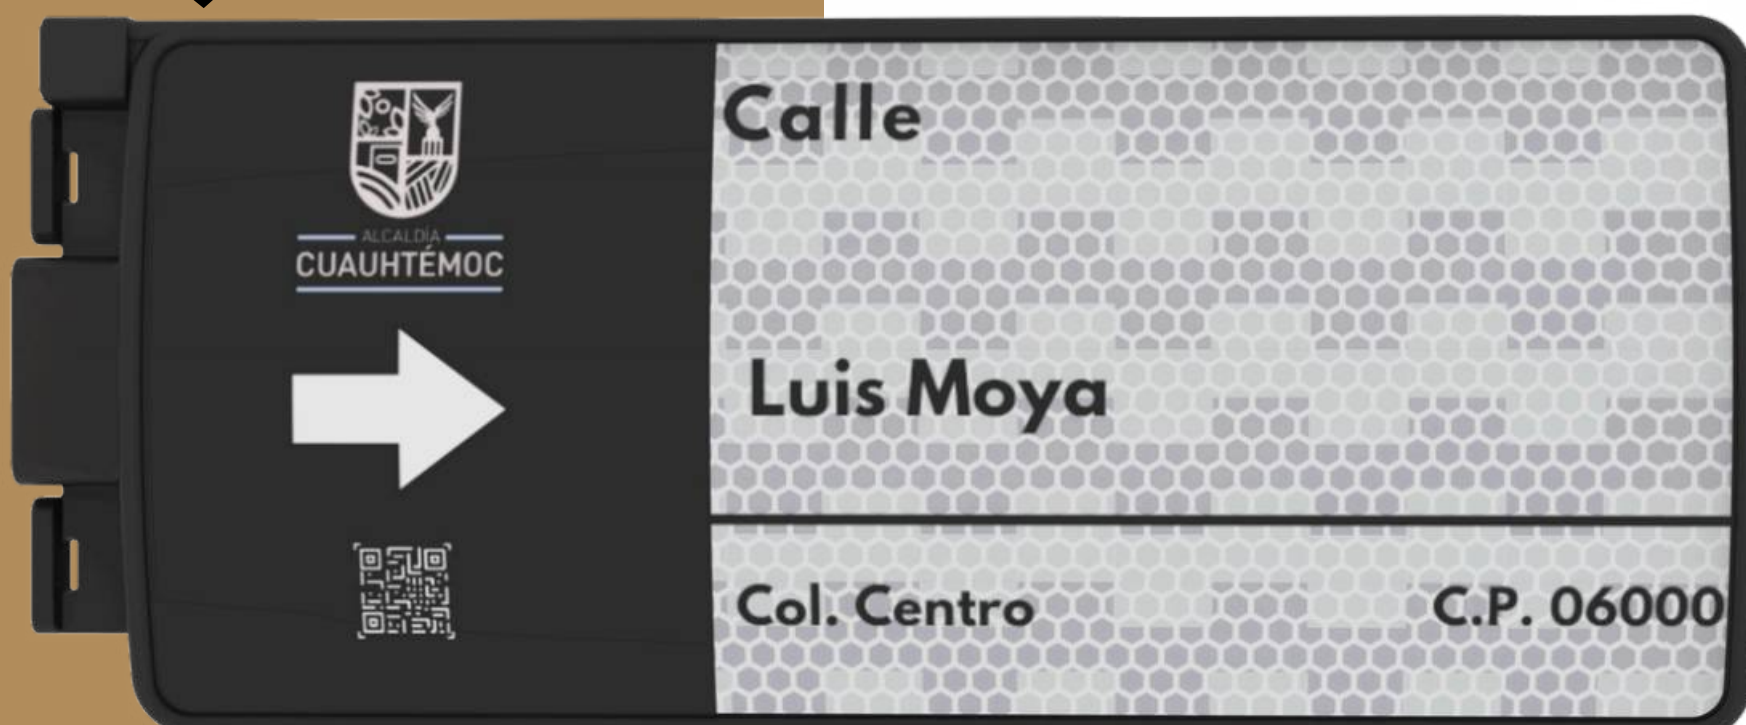 ALCALDÍA
CUAUHTÉMOC
Calle
Luis Moya
Col. Centro
C.P. 06000